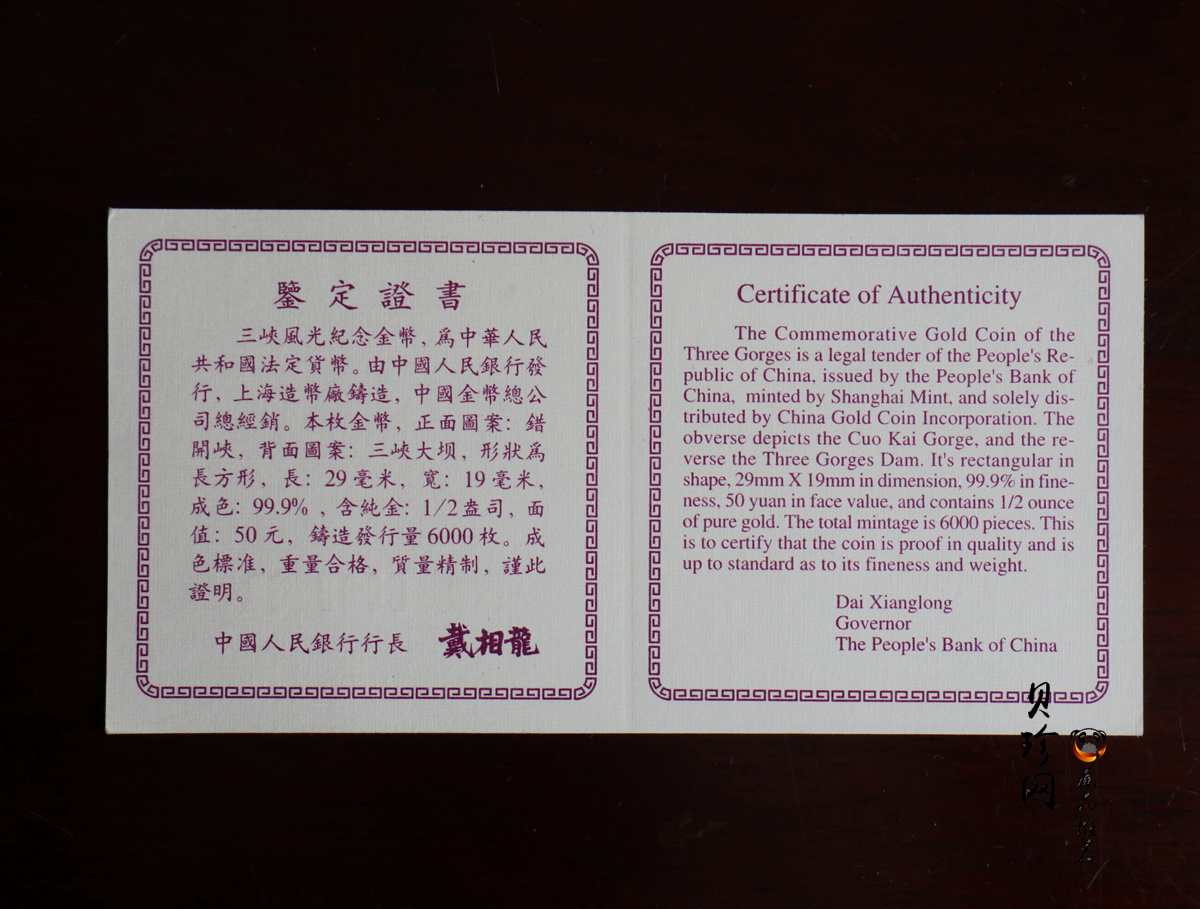 鑒定證書
三峽風光紀念金幣，爲中華人民
共和國法定貨幣。由中國人民銀行發
行，上海造幣廠鑄造，中國金幣總公
司總經銷。本枚金幣，正面圖案：錯
開峽，背面圖案：三峽大坝，形狀爲
長方形，長：29毫米，寬：19毫米，
成色：99.9%，含純金：1/2盎司，面
值：50元，鑄造發行量6000枚。成
色標准，重量合格，質量精制，謹此
證明。
中國人民銀行行長 戴相龍
Certificate of Authenticity
The Commemorative Gold Coin of the
Three Gorges is a legal tender of the People's Re-
public of China, issued by the People's Bank of
China, minted by Shanghai Mint, and solely dis-
tributed by China Gold Coin Incorporation. The
obverse depicts the Cuo Kai Gorge, and the re-
verse the Three Gorges Dam. It's rectangular in
shape, 29mm X 19mm in dimension, 99.9% in fine-
ness, 50 yuan in face value, and contains 1/2 ounce
of pure gold. The total mintage is 6000 pieces. This
is to certify that the coin is proof in quality and is
up to standard as to its fineness and weight.
Dai Xianglong
Governor
The People's Bank of China
贝珍网